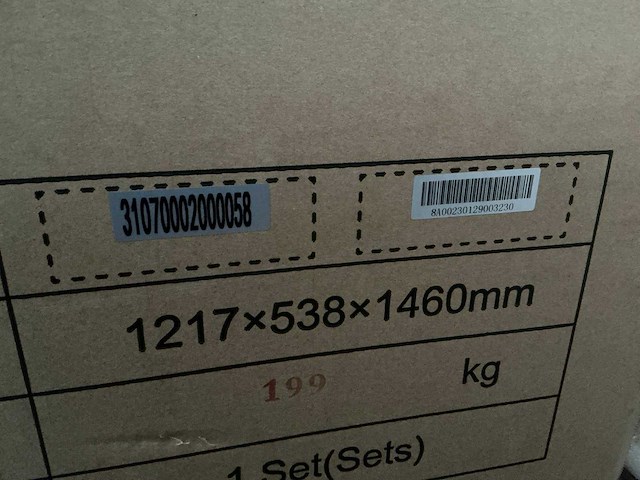 31070002000058
8A00230129003230
1217×538×1460mm
199 kg
1 Set(Sets)